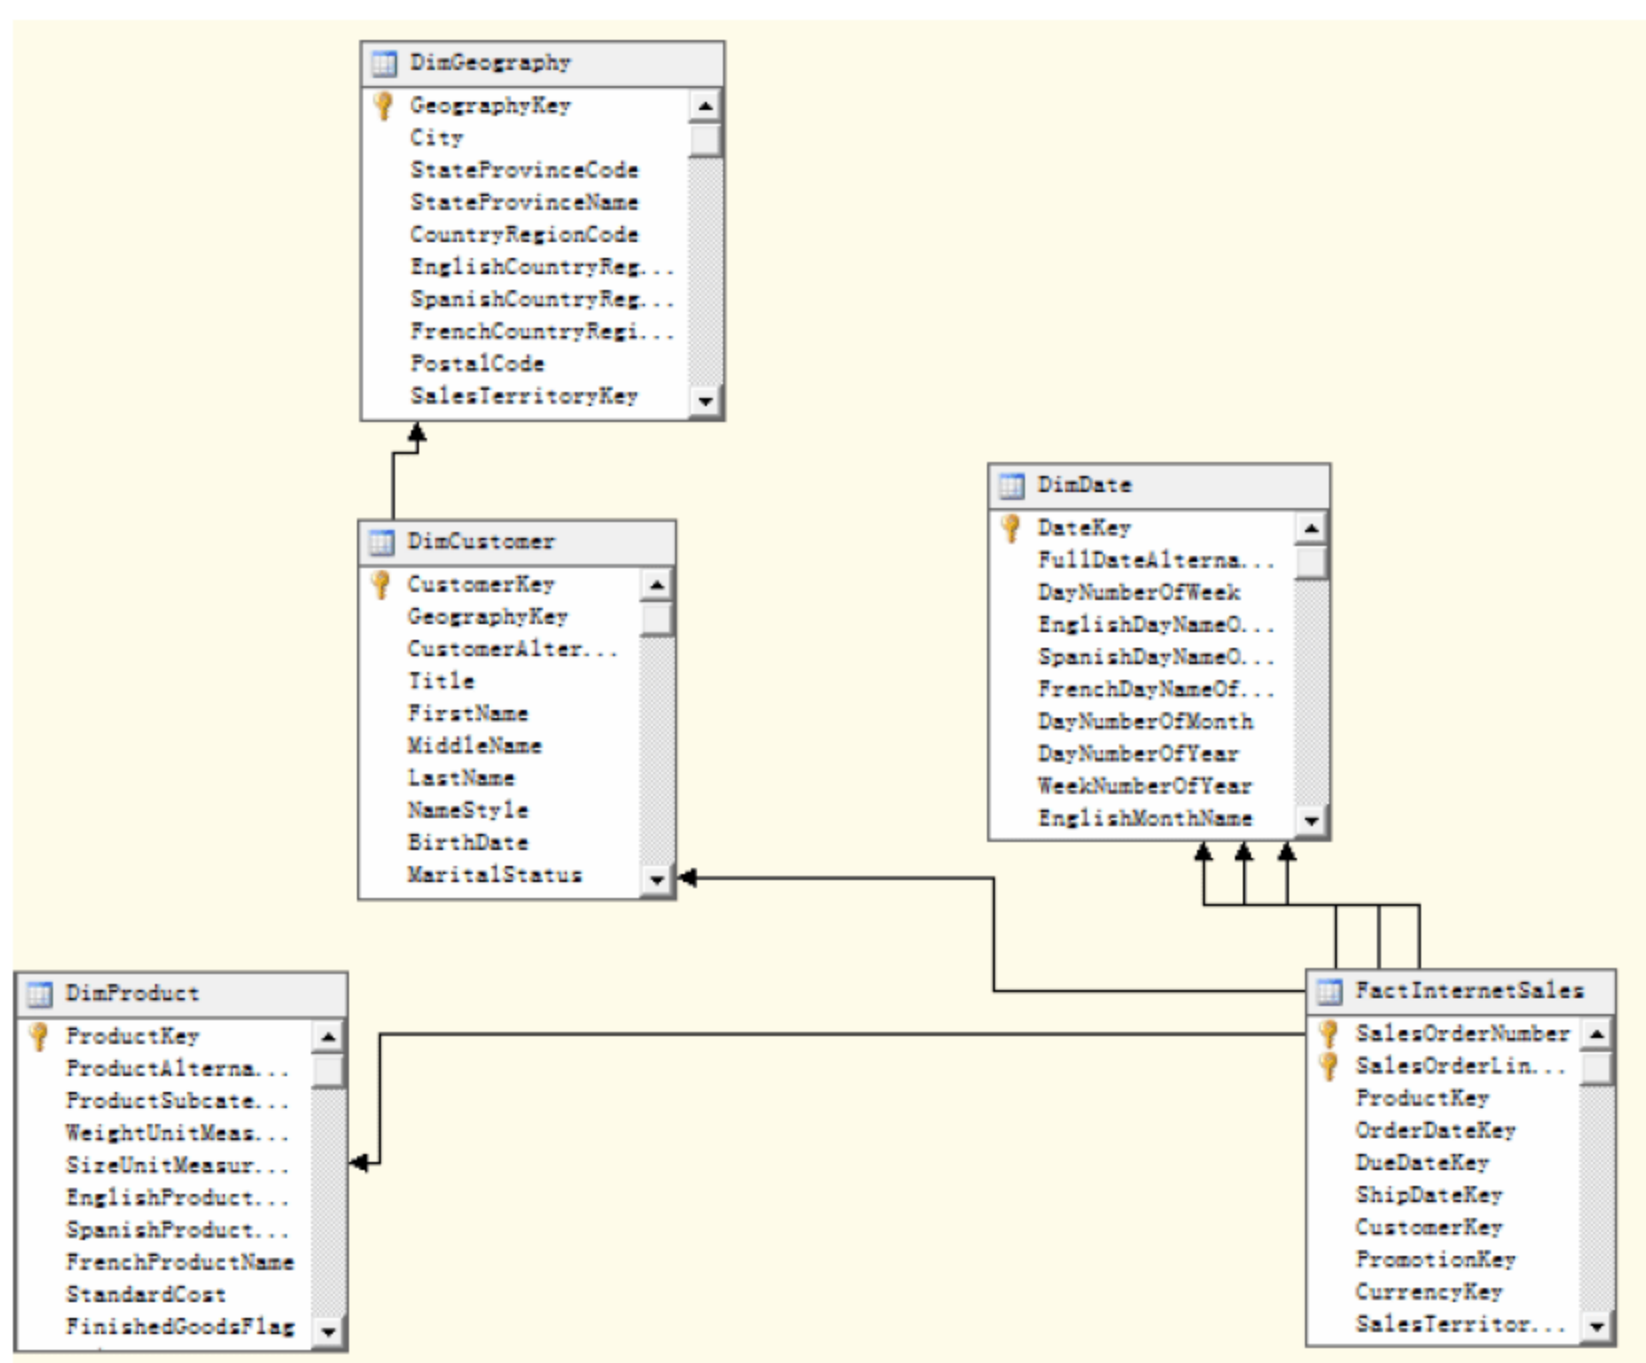 DimGeography
GeographyKey
City
StateProvinceCode
StateProvinceName
CountryRegionCode
EnglishCountryReg...
SpanishCountryReg...
FrenchCountryRegi...
PostalCode
SalesTerritoryKey
DimCustomer
CustomerKey
GeographyKey
CustomerAlter...
Title
FirstName
MiddleName
LastName
NameStyle
BirthDate
MaritalStatus
DimDate
DateKey
FullDateAlterna...
DayNumberOfWeek
EnglishDayNameO...
SpanishDayNameO...
FrenchDayNameOf...
DayNumberOfMonth
DayNumberOfYear
WeekNumberOfYear
EnglishMonthName
DimProduct
ProductKey
ProductAlterna...
ProductSubcate...
WeightUnitMeas...
SizeUnitMeasur...
EnglishProduct...
SpanishProduct...
FrenchProductName
StandardCost
FinishedGoodsFlag
FactInternetSales
SalesOrderNumber
SalesOrderLin...
ProductKey
OrderDateKey
DueDateKey
ShipDateKey
CustomerKey
PromotionKey
CurrencyKey
SalesTerritor...